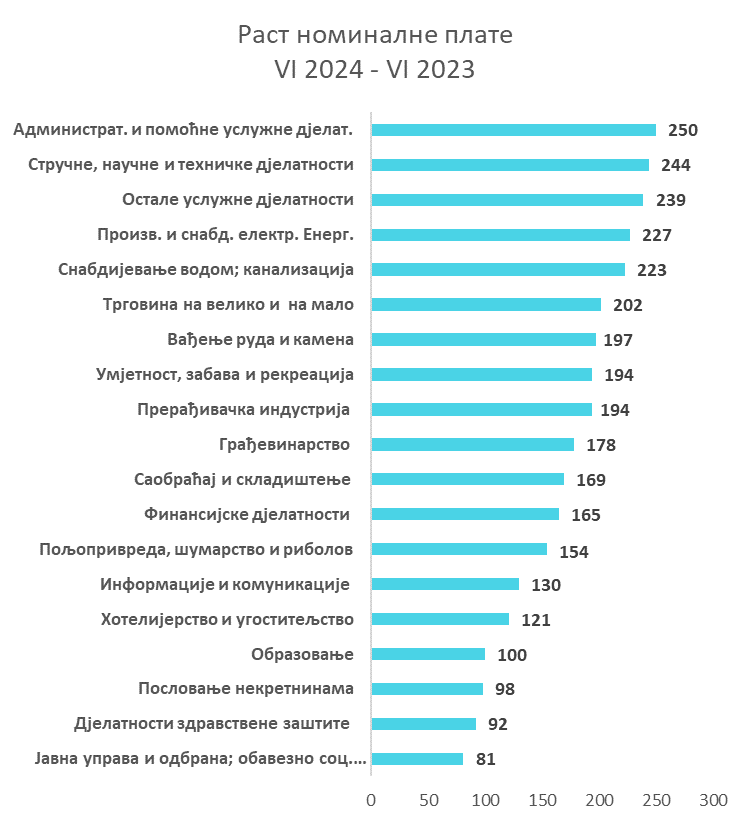 Раст номиналне плате
VI 2024 - VI 2023
Администрат. и помоћне услужне дјелат. 250
Стручне, научне и техничке дјелатности 244
Остале услужне дјелатности 239
Произв. и снабд. електр. Енерг. 227
Снабдијевање водом; канализација 223
Трговина на велико и на мало 202
Вађење руда и камена 197
Умјетност, забава и рекреација 194
Прерађивачка индустрија 194
Грађевинарство 178
Саобраћај и складиштење 169
Финансијске дјелатности 165
Пољопривреда, шумарство и риболов 154
Информације и комуникације 130
Хотелијерство и угоститељство 121
Образовање 100
Пословање некретнинама 98
Дјелатности здравствене заштите 92
Јавна управа и одбрана; обавезно соц.... 81
0 50 100 150 200 250 300